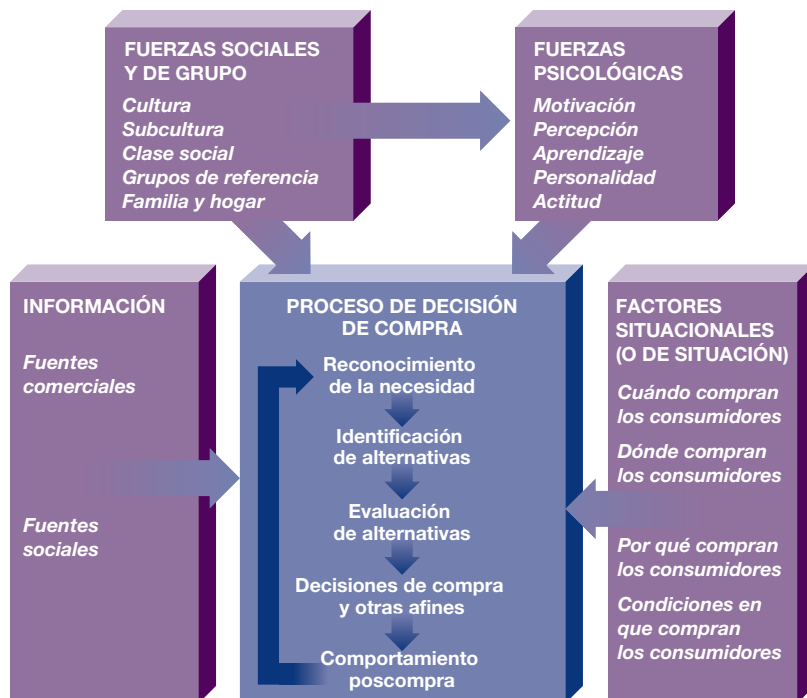 FUERZAS SOCIALES
Y DE GRUPO
Cultura
Subcultura
Clase social
Grupos de referencia
Familia y hogar
FUERZAS
PSICOLÓGICAS
Motivación
Percepción
Aprendizaje
Personalidad
Actitud
INFORMACIÓN
Fuentes
comerciales
Fuentes
sociales
PROCESO DE DECISIÓN
DE COMPRA
Reconocimiento
de la necesidad
Identificación
de alternativas
Evaluación
de alternativas
Decisiones de compra
y otras afines
Comportamiento
poscompra
FACTORES
SITUACIONALES
(O DE SITUACIÓN)
Cuándo compran
los consumidores
Dónde compran
los consumidores
Por qué compran
los consumidores
Condiciones en
que compran
los consumidores